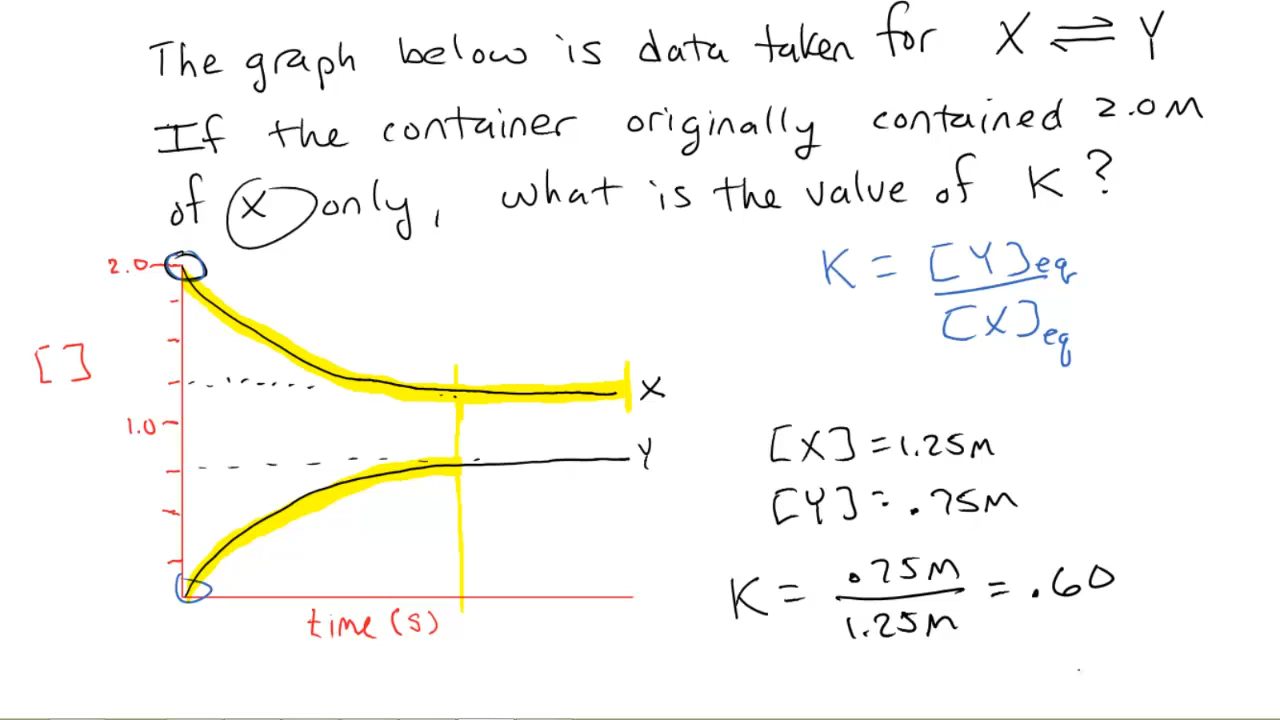 The graph below is data taken for X ⇌ Y
If the container originally contained 2.0M
of X only, what is the value of K?
K = [Y]eq
[X]eq
2.0
[ ]
X
1.0
Y
time (s)
[X] = 1.25M
[Y] = .75M
K = .75M = .60
1.25M